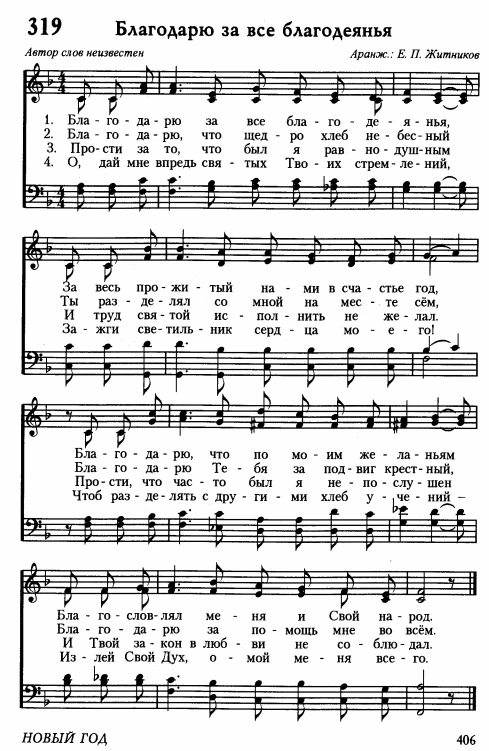 319 Благодарю за все благодеянья
Автор слов неизвестен Аранж.: Е. П. Житников
1. Бла - го - да - рю за все бла - го - де - я - нья,
2. Бла - го - да - рю, что щед - ро хлеб не - бес - ный
3. Про - сти за то, что был я рав - но - душ - ным
4. О, дай мне впредь свя - тых Тво - их стрем - ле - ний,
За весь про - жи - тый на - ми в сча - стье год,
Ты раз - де - лял со мной на мес - те сём,
И труд свя - той ис - пол - нить не же - лал.
За - жги све - тиль - ник серд - ца мо - е - го!
Бла - го - да - рю, что по мо - им же - ла - ньям
Бла - го - да - рю Те - бя за под - виг крест - ный,
Про - сти, что час - то был я не - по - слу - шен
Чтоб раз - де - лять с дру - ги - ми хлеб у - че - ний –
Бла - го - слов - лял ме - ня и Свой на - род.
Бла - го - да - рю за по - мощь мне во всём.
И Твой за - кон в люб - ви не со - блю - дал.
Из - лей Свой Дух, о - мой ме - ня все - го.
НОВЫЙ ГОД 406